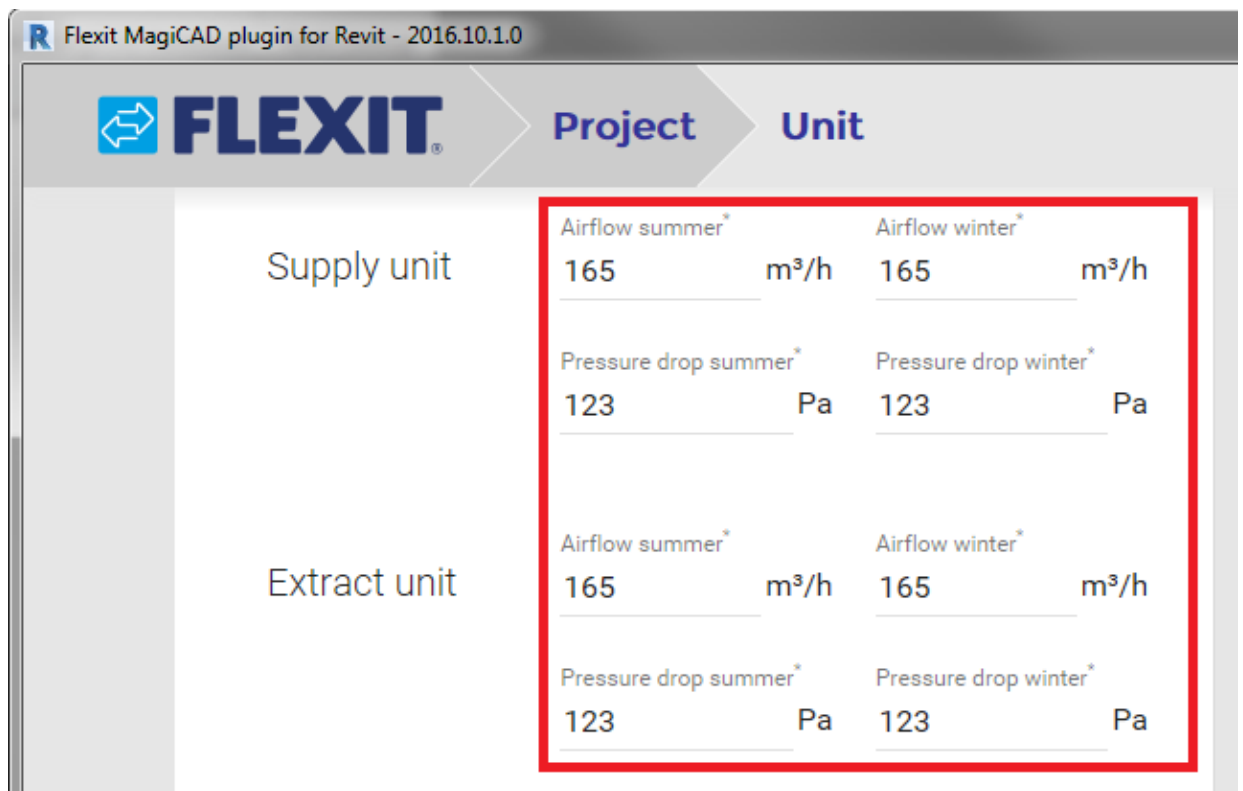 Flexit MagiCAD plugin for Revit - 2016.10.1.0
FLEXIT® Project Unit
Airflow summer* Airflow winter*
Supply unit 165 m³/h 165 m³/h
Pressure drop summer* Pressure drop winter*
123 Pa 123 Pa
Airflow summer* Airflow winter*
Extract unit 165 m³/h 165 m³/h
Pressure drop summer* Pressure drop winter*
123 Pa 123 Pa